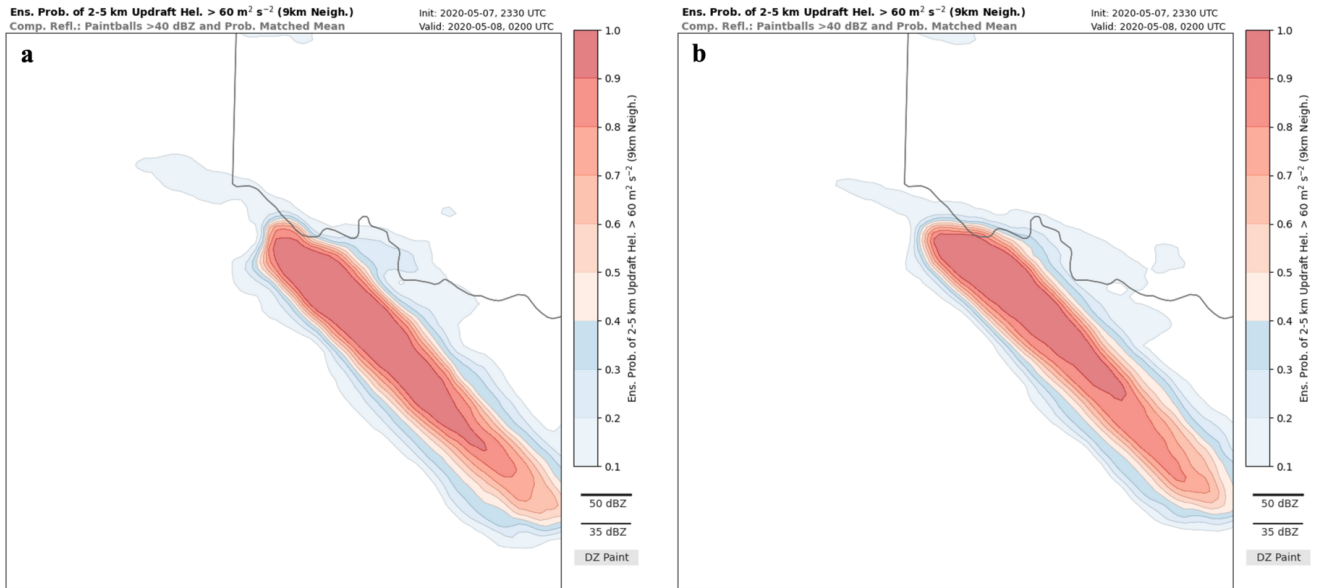 Ens. Prob. of 2-5 km Updraft Hel. > 60 m² s⁻² (9km Neigh.)
Init: 2020-05-07, 2330 UTC
Comp. Refl.: Paintballs >40 dBZ and Prob. Matched Mean
Valid: 2020-05-08, 0200 UTC
a
1.0
0.9
0.8
0.7
0.6
0.5
0.4
0.3
0.2
0.1
Ens. Prob. of 2-5 km Updraft Hel. > 60 m² s⁻² (9km Neigh.)
50 dBZ
35 dBZ
DZ Paint
Ens. Prob. of 2-5 km Updraft Hel. > 60 m² s⁻² (9km Neigh.)
Init: 2020-05-07, 2330 UTC
Comp. Refl.: Paintballs >40 dBZ and Prob. Matched Mean
Valid: 2020-05-08, 0200 UTC
b
1.0
0.9
0.8
0.7
0.6
0.5
0.4
0.3
0.2
0.1
Ens. Prob. of 2-5 km Updraft Hel. > 60 m² s⁻² (9km Neigh.)
50 dBZ
35 dBZ
DZ Paint